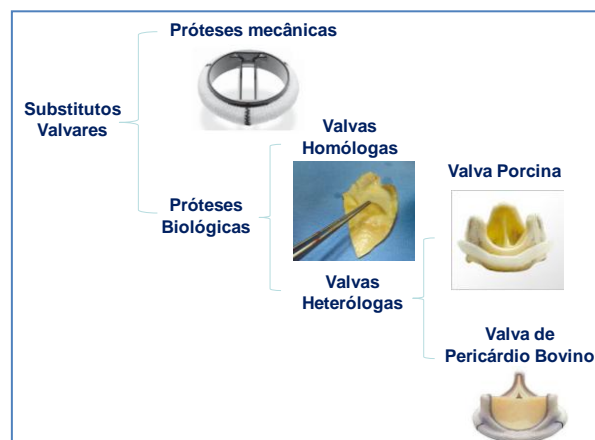 Próteses mecânicas
Substitutos
Valvares
Valvas
Homólogas
Valva Porcina
Próteses
Biológicas
Valvas
Heterólogas
Valva de
Pericárdio Bovino